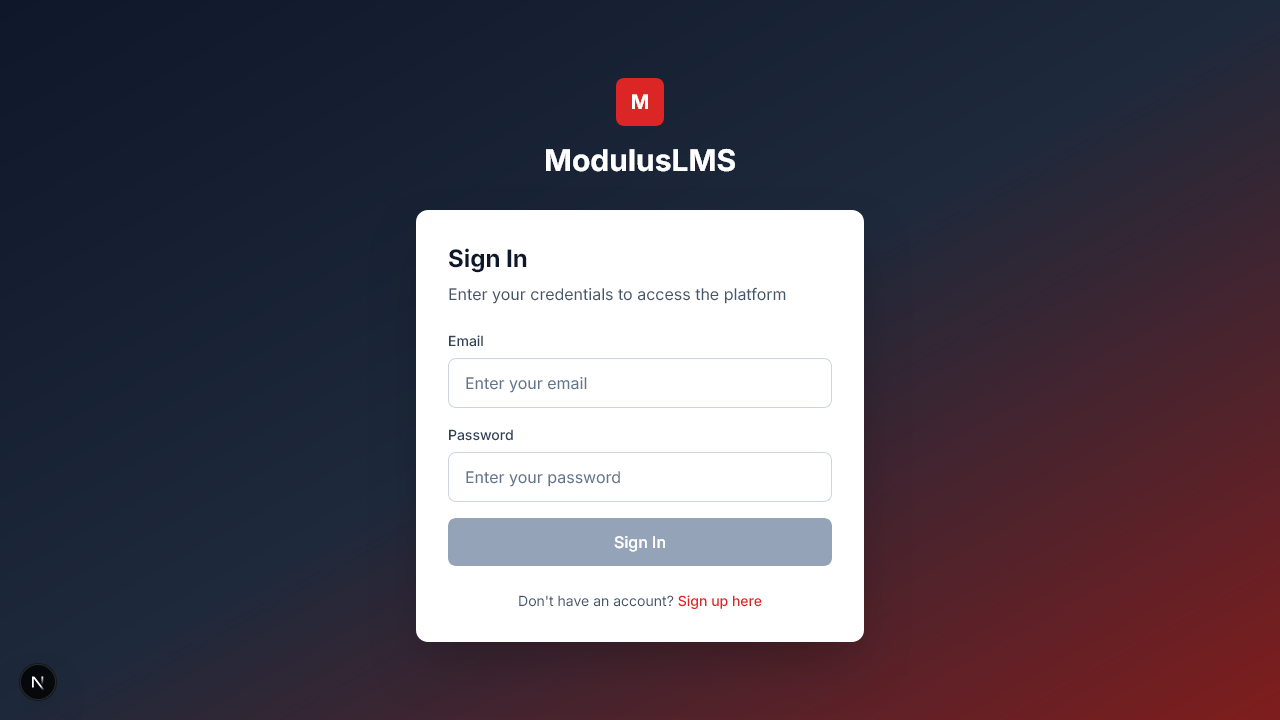 M
ModulusLMS
Sign In
Enter your credentials to access the platform
Email
Enter your email
Password
Enter your password
Sign In
Don't have an account? Sign up here
N